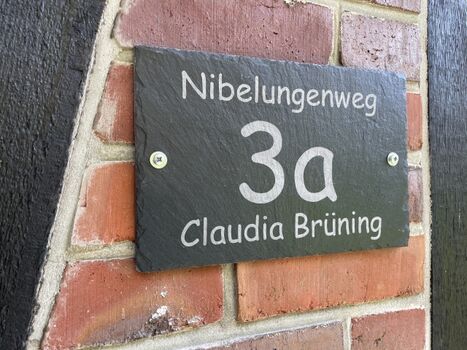 Nibelungenweg
3a
Claudia Brüning